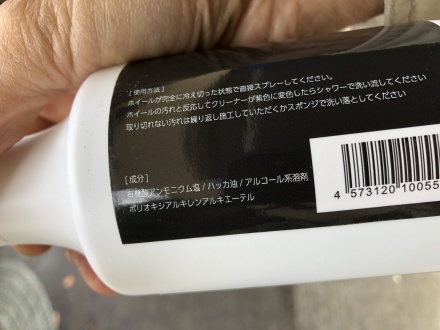 [使用方法]
ホイールが完全に冷え切った状態で直接スプレーしてください。
ホイールの汚れと反応してクリーナーが紫色に変色したらシャワーで洗い流してください
取り切れない汚れは繰り返し施工していただくかスポンジで洗い落としてください
[成分]
有機酸アンモニウム塩 / ハッカ油 / アルコール系溶剤
ポリオキシアルキレンアルキエーテル
4 573120 10055